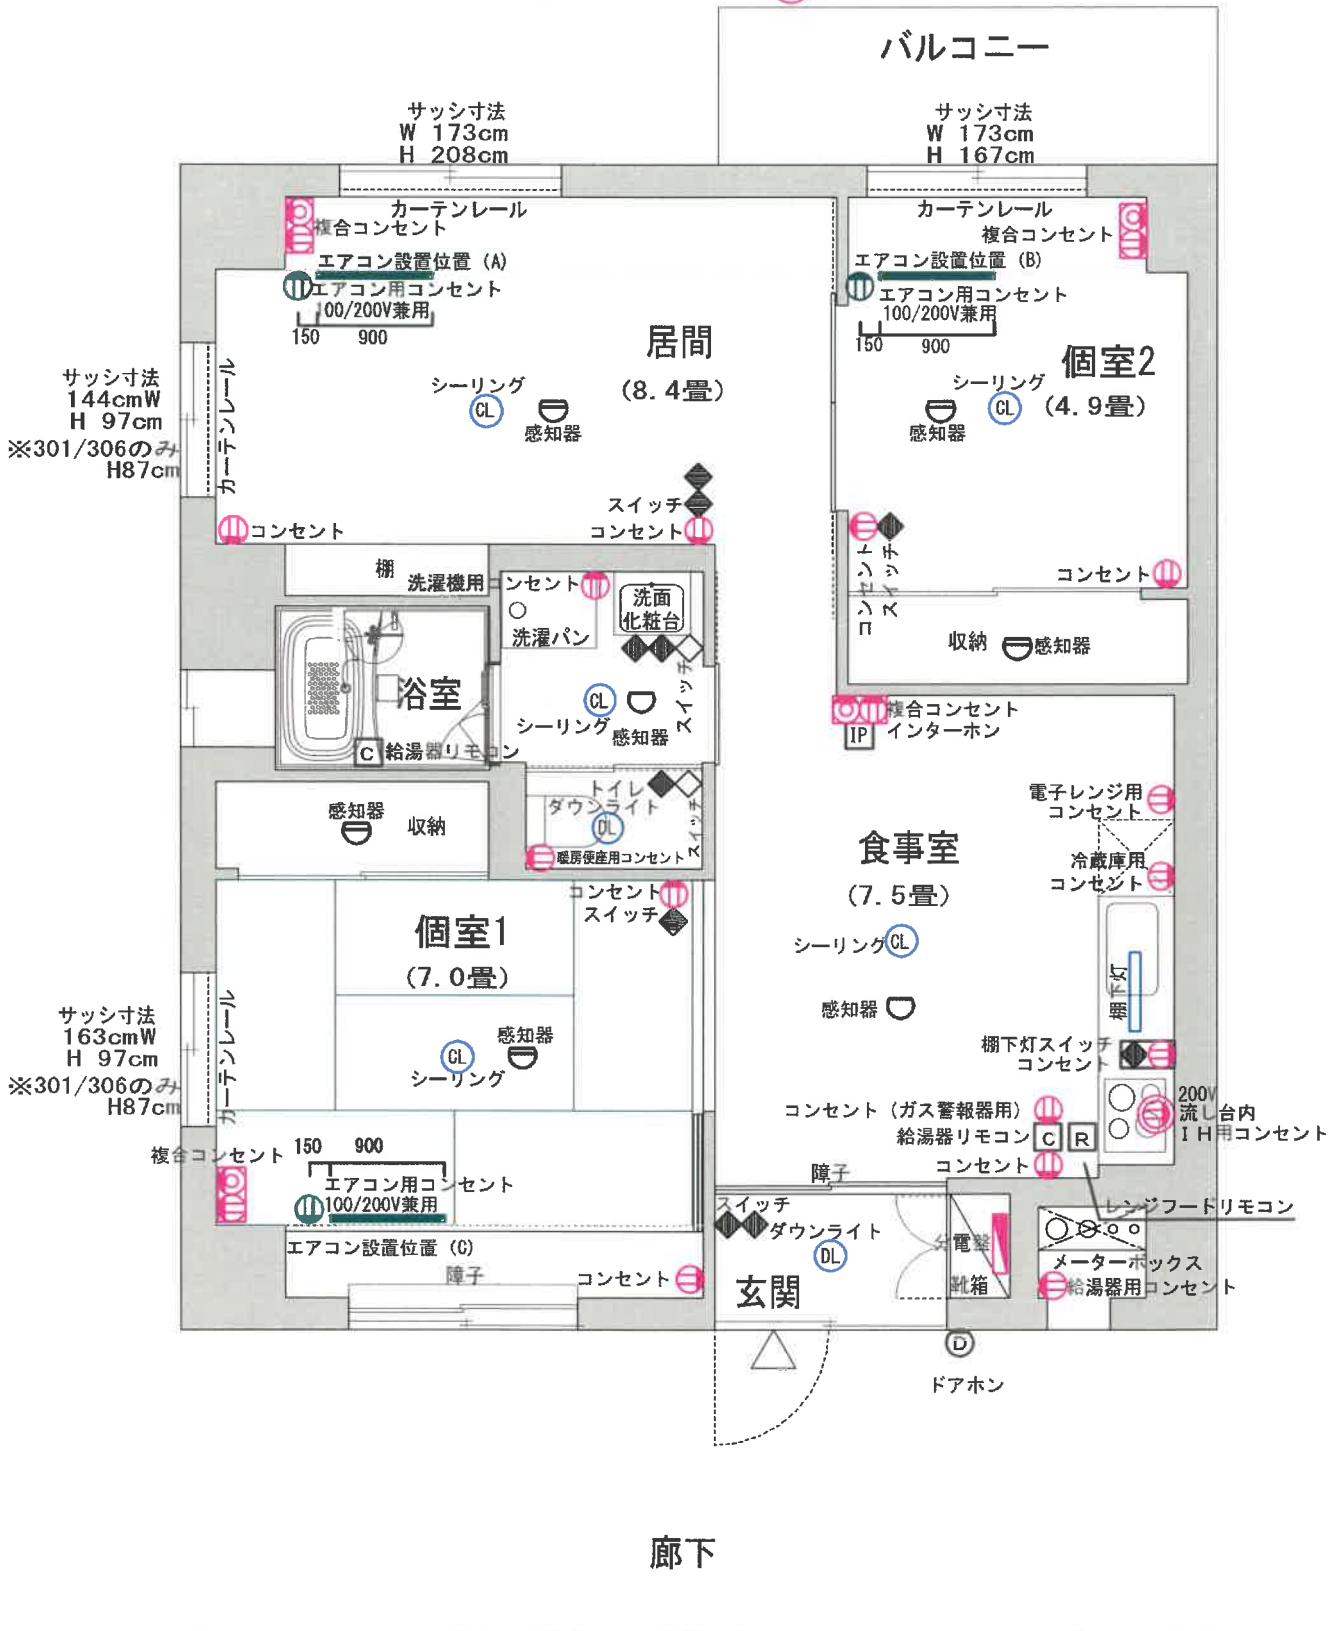 バルコニー
サッシ寸法
W 173cm
H 208cm
サッシ寸法
W 173cm
H 167cm
カーテンレール
複合コンセント
エアコン設置位置 (A)
エアコン用コンセント
100/200V兼用
150 900
カーテンレール
複合コンセント
エアコン設置位置 (B)
エアコン用コンセント
100/200V兼用
150 900
居間
(8.4畳)
個室2
(4.9畳)
シーリング
CL
感知器
シーリング
CL
感知器
サッシ寸法
144cmW
H 97cm
※301/306のみ
H87cm
カーテンレール
スイッチ
コンセント
コンセント
コンセント
スイッチ
コンセント
棚
洗濯機用
ンセント
洗面
化粧台
洗濯パン
スイッチ
収納
感知器
浴室
CL
シーリング
感知器
C
給湯器リモコン
複合コンセント
インターホン
IP
トイレ
ダウンライト
DL
スイッチ
暖房便座用コンセント
感知器
収納
電子レンジ用
コンセント
冷蔵庫用
コンセント
食事室
(7.5畳)
シーリング
CL
感知器
棚下灯
棚下灯スイッチ
コンセント
コンセント
スイッチ
個室1
(7.0畳)
感知器
CL
シーリング
サッシ寸法
163cmW
H 97cm
※301/306のみ
H87cm
カーテンレール
200V
流し台内
IH用コンセント
コンセント (ガス警報器用)
給湯器リモコン
C
R
コンセント
レンジフードリモコン
複合コンセント
150 900
エアコン用コンセント
100/200V兼用
エアコン設置位置 (C)
障子
コンセント
障子
スイッチ
ダウンライト
DL
玄関
分電盤
靴箱
メーターボックス
給湯器用コンセント
D
ドアホン
廊下